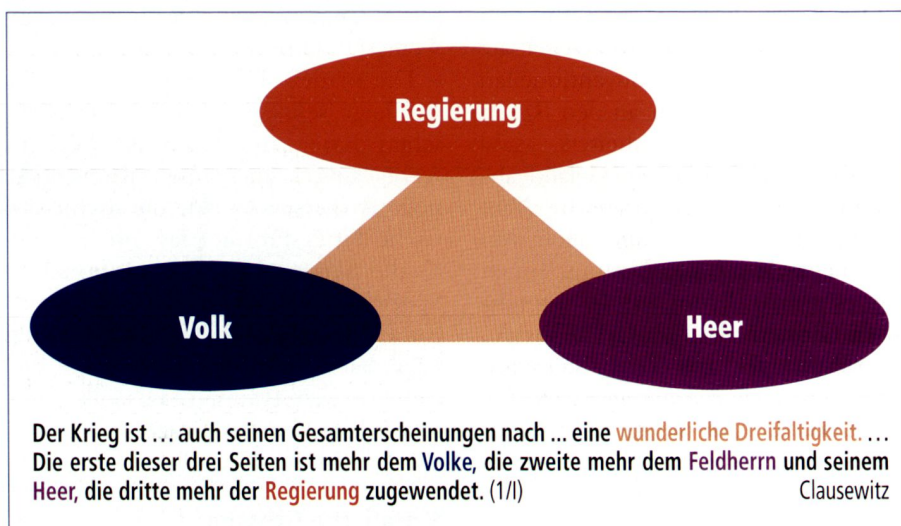 Regierung
Volk
Heer
Der Krieg ist … auch seinen Gesamterscheinungen nach ... eine wunderliche Dreifaltigkeit. …
Die erste dieser drei Seiten ist mehr dem Volke, die zweite mehr dem Feldherrn und seinem
Heer, die dritte mehr der Regierung zugewendet. (1/I) Clausewitz